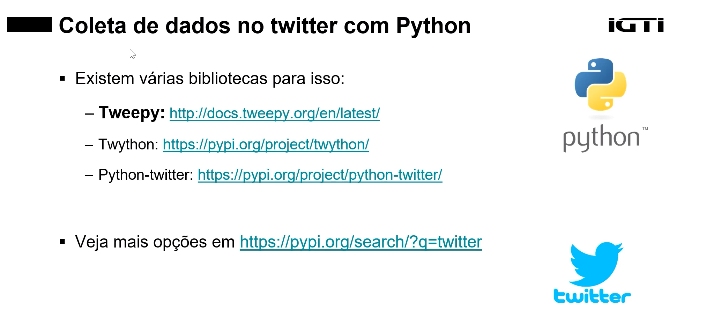 Coleta de dados no twitter com Python
iGTi
▪ Existem várias bibliotecas para isso:
– Tweepy: http://docs.tweepy.org/en/latest/
– Twython: https://pypi.org/project/twython/
– Python-twitter: https://pypi.org/project/python-twitter/
python™
▪ Veja mais opções em https://pypi.org/search/?q=twitter
twitter